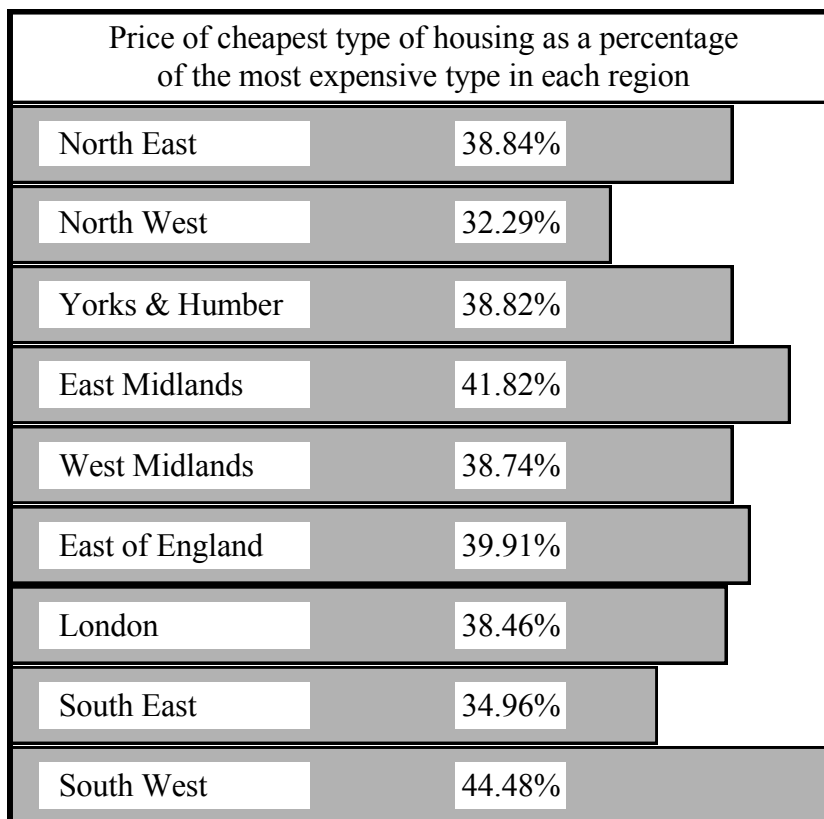 Price of cheapest type of housing as a percentage
of the most expensive type in each region
North East 38.84%
North West 32.29%
Yorks & Humber 38.82%
East Midlands 41.82%
West Midlands 38.74%
East of England 39.91%
London 38.46%
South East 34.96%
South West 44.48%